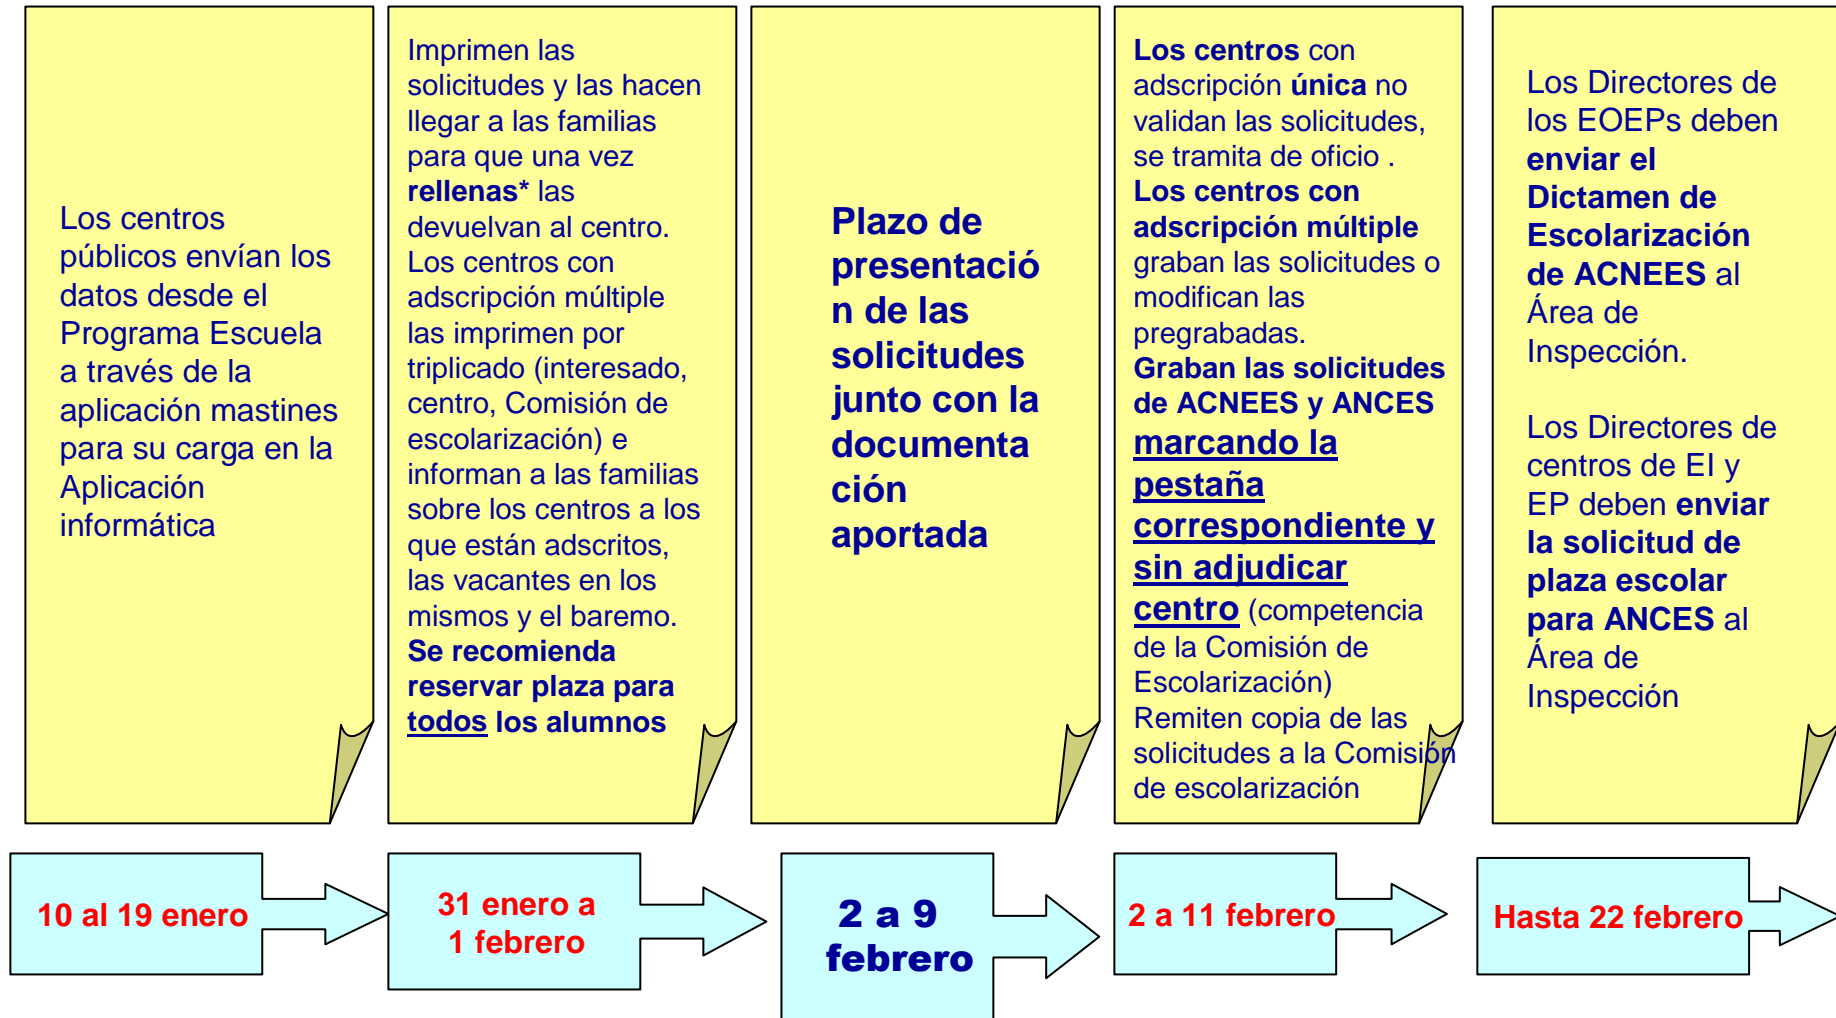 Los centros
públicos envían los
datos desde el
Programa Escuela
a través de la
aplicación mastines
para su carga en la
Aplicación
informática
Imprimen las
solicitudes y las hacen
llegar a las familias
para que una vez
rellenas* las
devuelvan al centro.
Los centros con
adscripción múltiple
las imprimen por
triplicado (interesado,
centro, Comisión de
escolarización) e
informan a las familias
sobre los centros a los
que están adscritos,
las vacantes en los
mismos y el baremo.
Se recomienda
reservar plaza para
todos los alumnos
Plazo de
presentació
n de las
solicitudes
junto con la
documenta
ción
aportada
Los centros con
adscripción única no
validan las solicitudes,
se tramita de oficio .
Los centros con
adscripción múltiple
graban las solicitudes o
modifican las
pregrabadas.
Graban las solicitudes
de ACNEES y ANCES
marcando la
pestaña
correspondiente y
sin adjudicar
centro (competencia
de la Comisión de
Escolarización)
Remiten copia de las
solicitudes a la Comisión
de escolarización
Los Directores de
los EOEPs deben
enviar el
Dictamen de
Escolarización
de ACNEES al
Área de
Inspección.
Los Directores de
centros de EI y
EP deben enviar
la solicitud de
plaza escolar
para ANCES al
Área de
Inspección
10 al 19 enero
31 enero a
1 febrero
2 a 9
febrero
2 a 11 febrero
Hasta 22 febrero